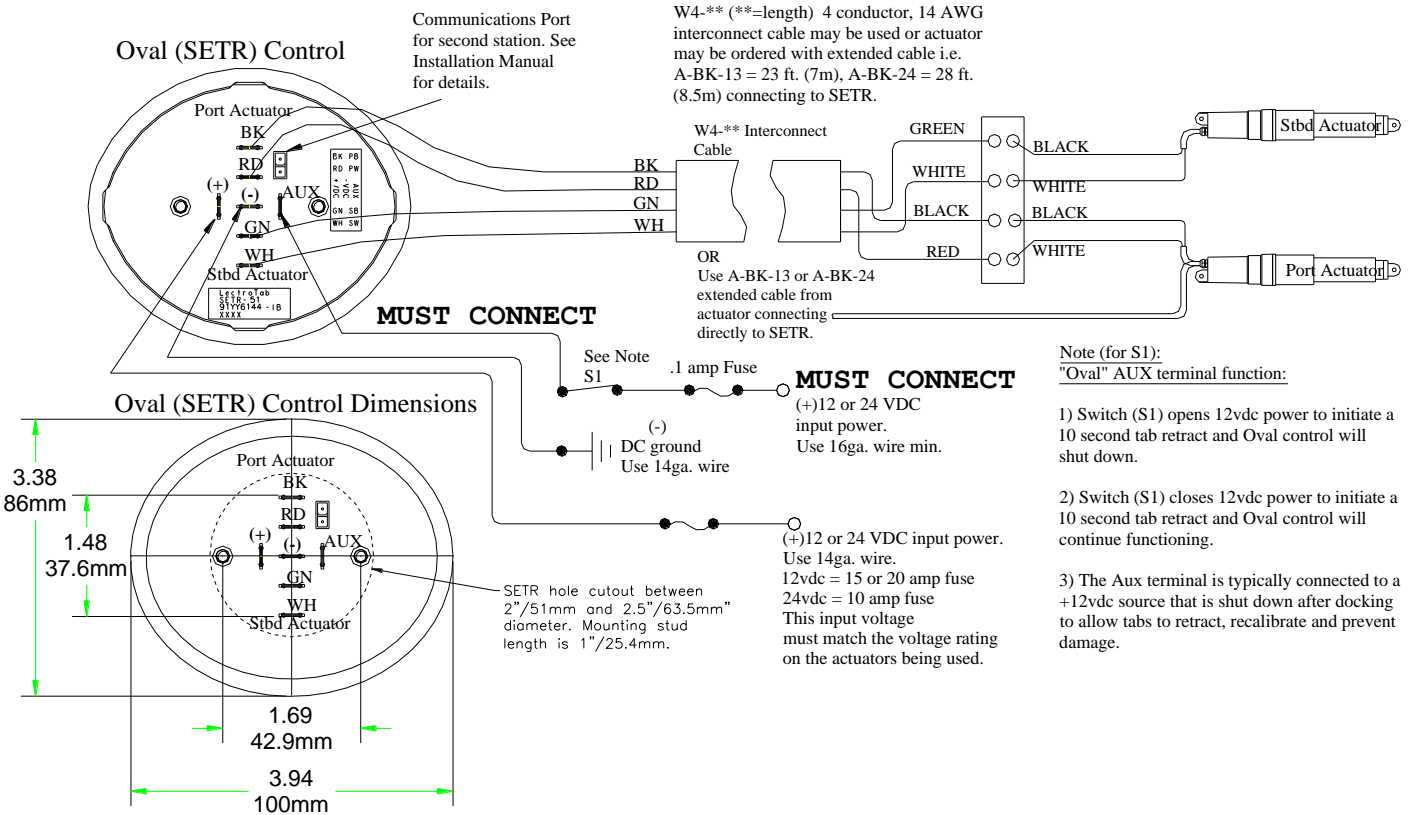 Communications Port
for second station. See
Installation Manual
for details.
W4-** (**=length) 4 conductor, 14 AWG
interconnect cable may be used or actuator
may be ordered with extended cable i.e.
A-BK-13 = 23 ft. (7m), A-BK-24 = 28 ft.
(8.5m) connecting to SETR.
Oval (SETR) Control
Port Actuator
BK
RD
(+)
(-)
AUX
GN
WH
Stbd Actuator
BK PB
RD PW
AUX
-VDC
+/DC
GN SB
WH SW
LectroTab
SETR-51
91YY6144 -1B
XXXX
BK
RD
GN
WH
W4-** Interconnect
Cable
OR
Use A-BK-13 or A-BK-24
extended cable from
actuator connecting
directly to SETR.
GREEN
WHITE
BLACK
RED
BLACK
WHITE
BLACK
WHITE
Stbd Actuator
Port Actuator
MUST CONNECT
See Note
S1
.1 amp Fuse
MUST CONNECT
(+)12 or 24 VDC
input power.
Use 16ga. wire min.
(-)
DC ground
Use 14ga. wire
(+)12 or 24 VDC input power.
Use 14ga. wire.
12vdc = 15 or 20 amp fuse
24vdc = 10 amp fuse
This input voltage
must match the voltage rating
on the actuators being used.
Note (for S1):
"Oval" AUX terminal function:
1) Switch (S1) opens 12vdc power to initiate a
10 second tab retract and Oval control will
shut down.
2) Switch (S1) closes 12vdc power to initiate a
10 second tab retract and Oval control will
continue functioning.
3) The Aux terminal is typically connected to a
+12vdc source that is shut down after docking
to allow tabs to retract, recalibrate and prevent
damage.
Oval (SETR) Control Dimensions
Port Actuator
BK
RD
(+)
(-)
AUX
GN
WH
Stbd Actuator
3.38
86mm
1.48
37.6mm
1.69
42.9mm
3.94
100mm
SETR hole cutout between
2"/51mm and 2.5"/63.5mm"
diameter. Mounting stud
length is 1"/25.4mm.